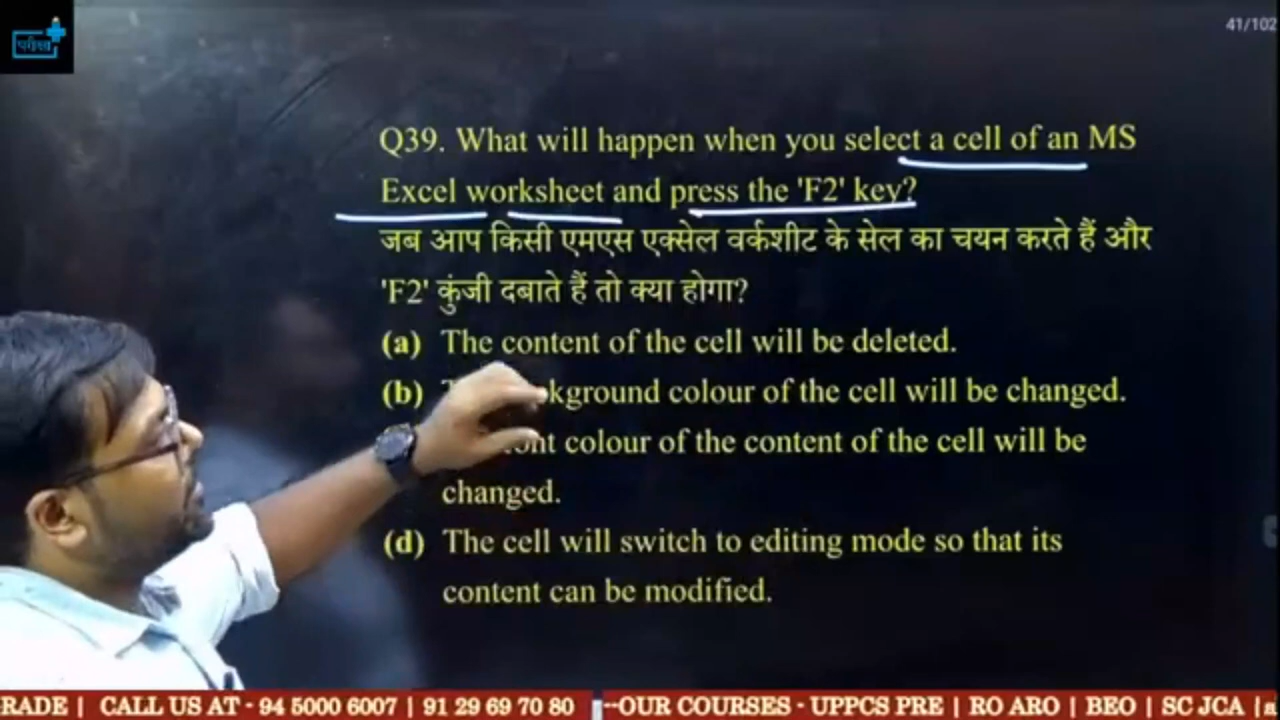 परीक्षा
41/102
Q39. What will happen when you select a cell of an MS
Excel worksheet and press the 'F2' key?
जब आप किसी एमएस एक्सेल वर्कशीट के सेल का चयन करते हैं और
'F2' कुंजी दबाते हैं तो क्या होगा?
(a) The content of the cell will be deleted.
(b) colour of the cell will be changed.
colour of the content of the cell will be
changed.
(d) The cell will switch to editing mode so that its
content can be modified.
RADE | CALL US AT - 94 5000 6007 | 91 29 69 70 80 --OUR COURSES - UPPCS PRE | RO ARO | BEO | SC JCA |